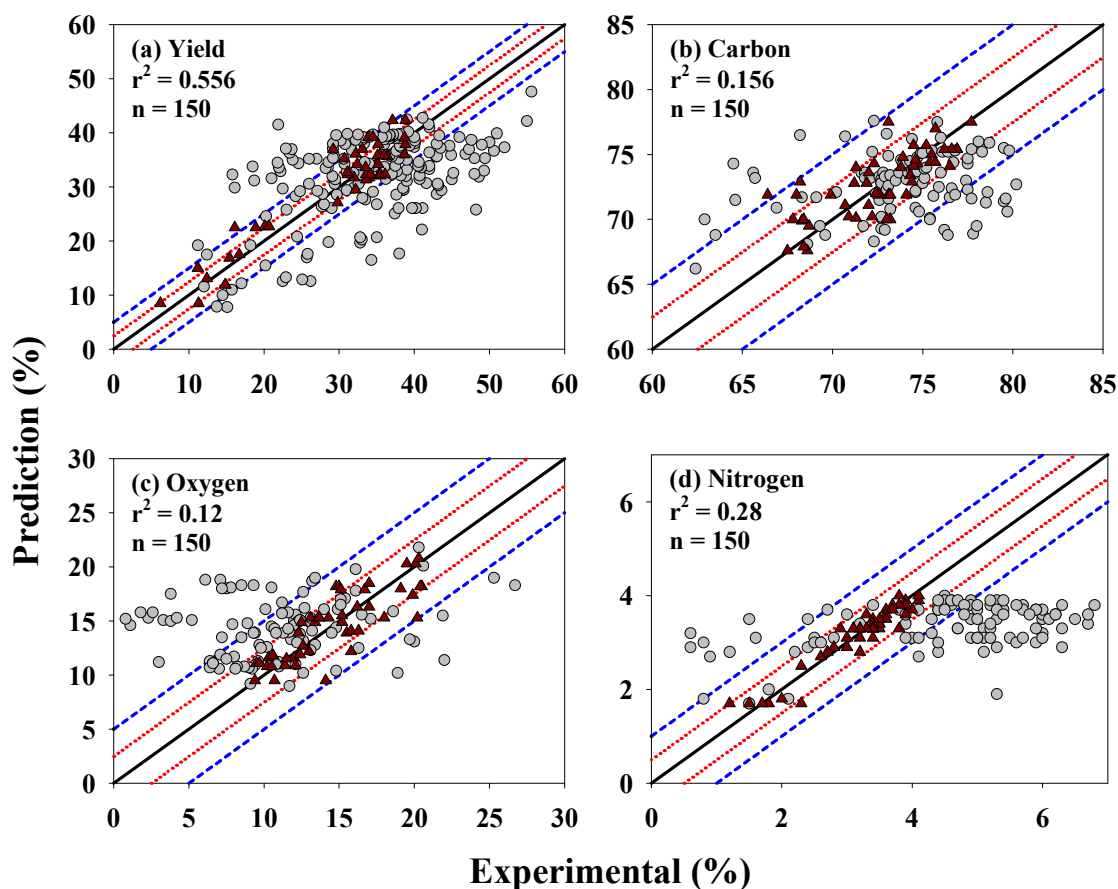 (a) Yield
r² = 0.556
n = 150
60
50
40
30
20
10
0
0 10 20 30 40 50 60
(b) Carbon
r² = 0.156
n = 150
85
80
75
70
65
60
60 65 70 75 80 85
(c) Oxygen
r² = 0.12
n = 150
30
25
20
15
10
5
0
0 5 10 15 20 25 30
(d) Nitrogen
r² = 0.28
n = 150
6
4
2
0
0 2 4 6
Prediction (%)
Experimental (%)